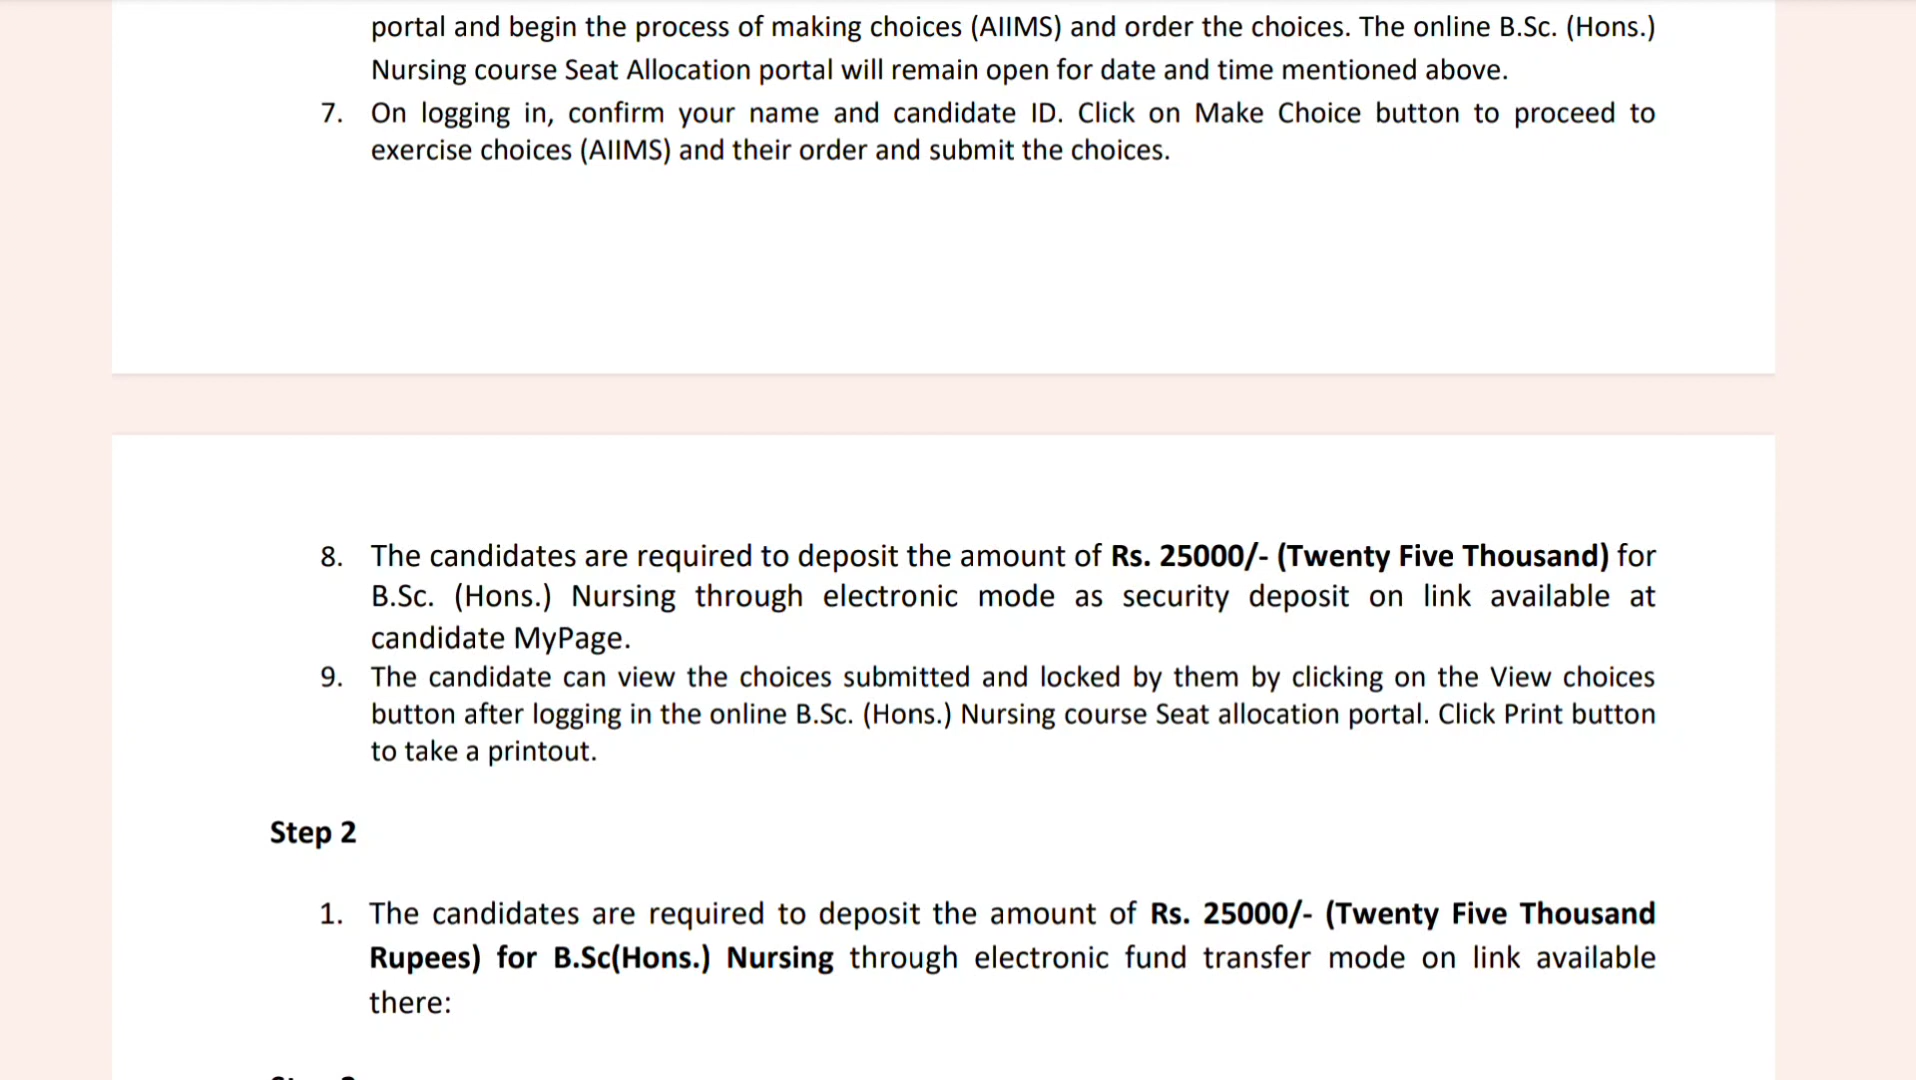 portal and begin the process of making choices (AIIMS) and order the choices. The online B.Sc. (Hons.)
Nursing course Seat Allocation portal will remain open for date and time mentioned above.
7. On logging in, confirm your name and candidate ID. Click on Make Choice button to proceed to
exercise choices (AIIMS) and their order and submit the choices.
8. The candidates are required to deposit the amount of Rs. 25000/- (Twenty Five Thousand) for
B.Sc. (Hons.) Nursing through electronic mode as security deposit on link available at
candidate MyPage.
9. The candidate can view the choices submitted and locked by them by clicking on the View choices
button after logging in the online B.Sc. (Hons.) Nursing course Seat allocation portal. Click Print button
to take a printout.
Step 2
1. The candidates are required to deposit the amount of Rs. 25000/- (Twenty Five Thousand
Rupees) for B.Sc(Hons.) Nursing through electronic fund transfer mode on link available
there: